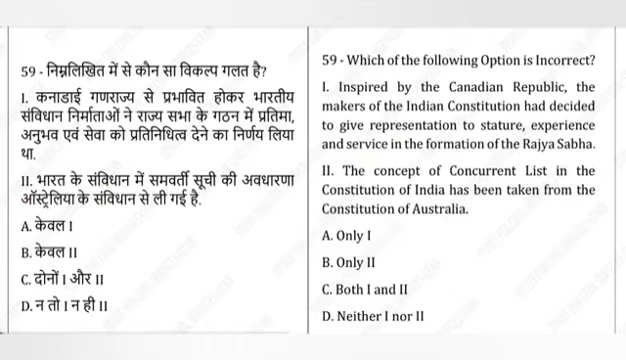 59 - निम्नलिखित में से कौन सा विकल्प गलत है?
I. कनाडाई गणराज्य से प्रभावित होकर भारतीय
संविधान निर्माताओं ने राज्य सभा के गठन में प्रतिमा,
अनुभव एवं सेवा को प्रतिनिधित्व देने का निर्णय लिया
था.
II. भारत के संविधान में समवर्ती सूची की अवधारणा
ऑस्ट्रेलिया के संविधान से ली गई है.
A. केवल I
B. केवल II
C. दोनों I और II
D. न तो I न ही II
59 - Which of the following Option is Incorrect?
I. Inspired by the Canadian Republic, the
makers of the Indian Constitution had decided
to give representation to stature, experience
and service in the formation of the Rajya Sabha.
II. The concept of Concurrent List in the
Constitution of India has been taken from the
Constitution of Australia.
A. Only I
B. Only II
C. Both I and II
D. Neither I nor II